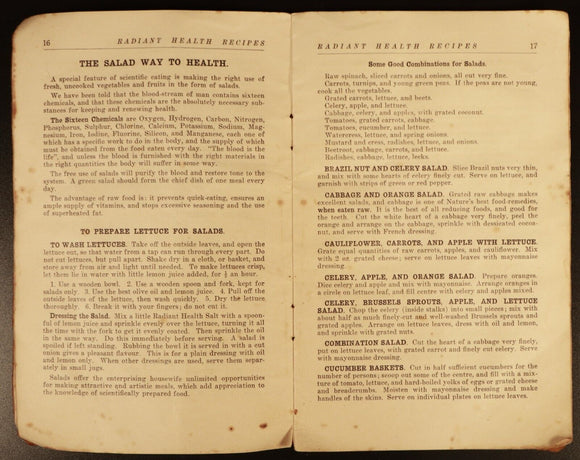 16 RADIANT HEALTH RECIPES
THE SALAD WAY TO HEALTH.
A special feature of scientific eating is making the right use of
fresh, uncooked vegetables and fruits in the form of salads.
We have been told that the blood-stream of man contains sixteen
chemicals, and that these chemicals are the absolutely necessary sub-
stances for keeping and renewing health.
The Sixteen Chemicals are Oxygen, Hydrogen, Carbon, Nitrogen,
Phosphorus, Sulphur, Chlorine, Calcium, Potassium, Sodium, Mag-
nesium, Iron, Iodine, Fluorine, Silicon, and Manganese, each one of
which has a specific work to do in the body, and the supply of which
must be obtained from the food eaten every day. "The blood is the
life", and unless the blood is furnished with the right materials in
the right quantities the body will suffer in some way.
The free use of salads will purify the blood and restore tone to the
system. A green salad should form the chief dish of one meal every
day.
The advantage of raw food is: it prevents quick-eating, ensures an
ample supply of vitamins, and stops excessive seasoning and the use
of superheated fat.
TO PREPARE LETTUCE FOR SALADS.
TO WASH LETTUCES. Take off the outside leaves, and open the
lettuce out, so that water from a tap can run through every part. Do
not cut lettuces, but pull apart. Shake dry in a cloth, or basket, and
store away from air and light until needed. To make lettuces crisp,
let them lie in water with little lemon juice added, for ½ an hour.
1. Use a wooden bowl. 2. Use a wooden spoon and fork, kept for
salads only. 3. Use the best olive oil and lemon juice. 4. Pull off the
outside leaves of the lettuce, then wash quickly. 5. Dry the lettuce
thoroughly. 6. Break it with your fingers; do not cut it.
Dressing the Salad. Mix a little Radiant Health Salt with a spoon-
ful of lemon juice and sprinkle evenly over the lettuce, turning it all
the time with the fork to get it evenly coated. Then sprinkle the oil
in the same way. Do this immediately before serving. A salad is
spoiled if left standing. Rubbing the bowl it is served in with a cut
onion gives a pleasant flavour. This is for a plain dressing with oil
and lemon only. When other dressings are used, serve them separ-
ately in small jugs.
Salads offer the enterprising housewife unlimited opportunities
for making attractive and artistic meals, which add appreciation to
the knowledge of scientifically prepared food.
RADIANT HEALTH RECIPES 17
Some Good Combinations for Salads.
Raw spinach, sliced carrots and onions, all cut very fine.
Carrots, turnips, and young green peas. If the peas are not young,
cook all the vegetables.
Grated carrots, lettuce, and beets.
Celery, apple, and lettuce.
Cabbage, celery, and apples, with grated coconut.
Tomatoes, grated carrots, cabbage.
Tomatoes, cucumber, and lettuce.
Watercress, lettuce, and spring onions.
Mustard and cress, radishes, lettuce, and onions.
Beetroot, cabbage, carrots, and lettuce.
Radishes, cabbage, lettuce, leeks.
BRAZIL NUT AND CELERY SALAD. Slice Brazil nuts very thin,
and mix with some hearts of celery finely cut. Serve on lettuce, and
garnish with strips of green or red pepper.
CABBAGE AND ORANGE SALAD. Grated raw cabbage makes
excellent salads, and cabbage is one of Nature's best food-remedies,
when eaten raw. It is the best of all reducing foods, and good for
the teeth. Cut the white heart of a cabbage very finely, peel the
orange and arrange on the cabbage, sprinkle with dessicated cocoa-
nut, and serve with French dressing.
CAULIFLOWER, CARROTS, AND APPLE WITH LETTUCE.
Grate equal quantities of raw carrots, apples, and cauliflower. Mix
with 2 oz. grated cheese; serve on lettuce leaves with mayonnaise
dressing.
CELERY, APPLE, AND ORANGE SALAD. Prepare oranges.
Dice celery and apple and mix with mayonnaise. Arrange oranges in
a circle on a lettuce leaf, and fill centre with celery and apples mixed.
CELERY, BRUSSELS SPROUTS, APPLE, AND LETTUCE
SALAD. Chop the celery (inside stalks) into small pieces; mix with
about half as much finely-cut and well-washed Brussels sprouts and
grated apples. Arrange on lettuce leaves, dress with oil and lemon,
and sprinkle with grated nuts.
COMBINATION SALAD. Cut the heart of a cabbage very finely,
put on lettuce leaves, with grated carrot and finely cut celery. Serve
with mayonnaise dressing.
CUCUMBER BASKETS. Cut in half sufficient cucumbers for the
number of persons; scoop out some of the centre, and fill with a mix-
ture of tomato, lettuce, and hard-boiled yolks of eggs or grated cheese
and breadcrumbs. Moisten with mayonnaise dressing and make
handles of the skins. Serve on individual plates on lettuce leaves.